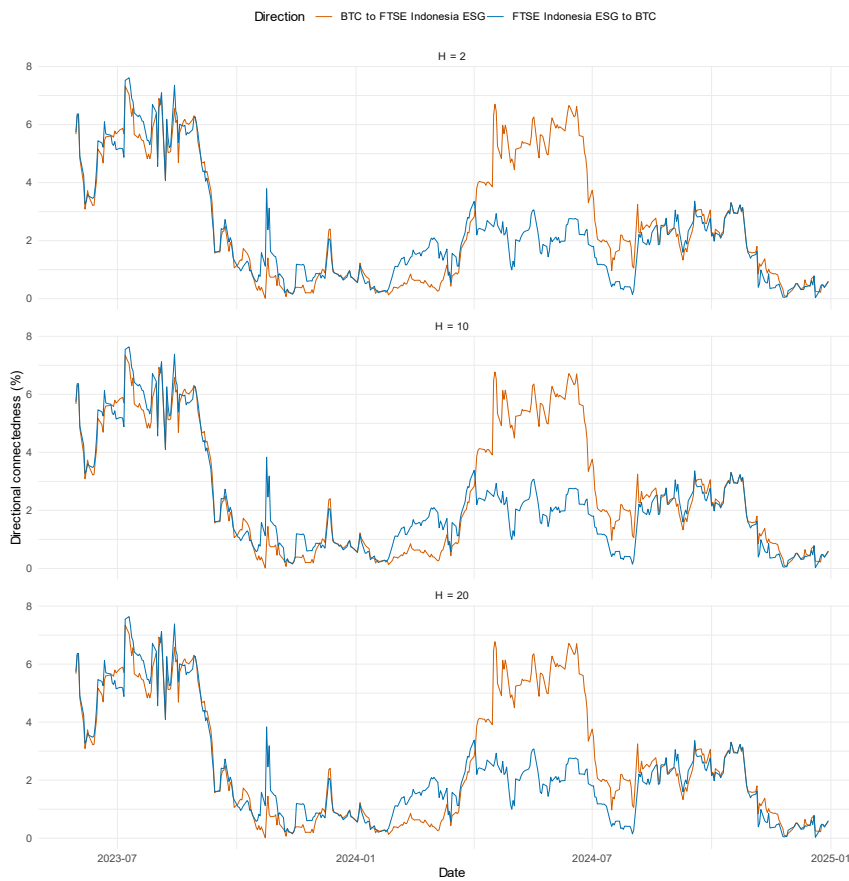 Direction BTC to FTSE Indonesia ESG FTSE Indonesia ESG to BTC
H = 2
8
6
4
2
0
H = 10
8
6
4
2
0
H = 20
8
6
4
2
0
Directional connectedness (%)
2023-07 2024-01 2024-07 2025-01
Date